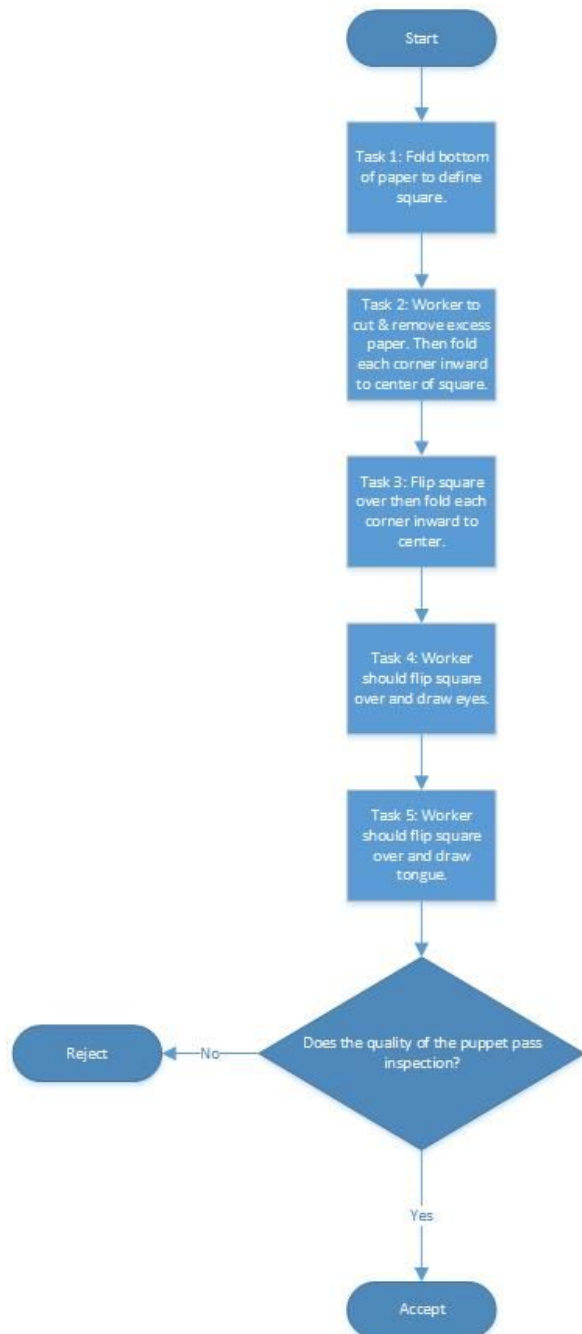 Start
Task 1: Fold bottom
of paper to define
square.
Task 2: Worker to
cut & remove excess
paper. Then fold
each corner inward
to center of square.
Task 3: Flip square
over then fold each
corner inward to
center.
Task 4: Worker
should flip square
over and draw eyes.
Task 5: Worker
should flip square
over and draw
tongue.
Does the quality of the puppet pass
inspection?
No
Reject
Yes
Accept